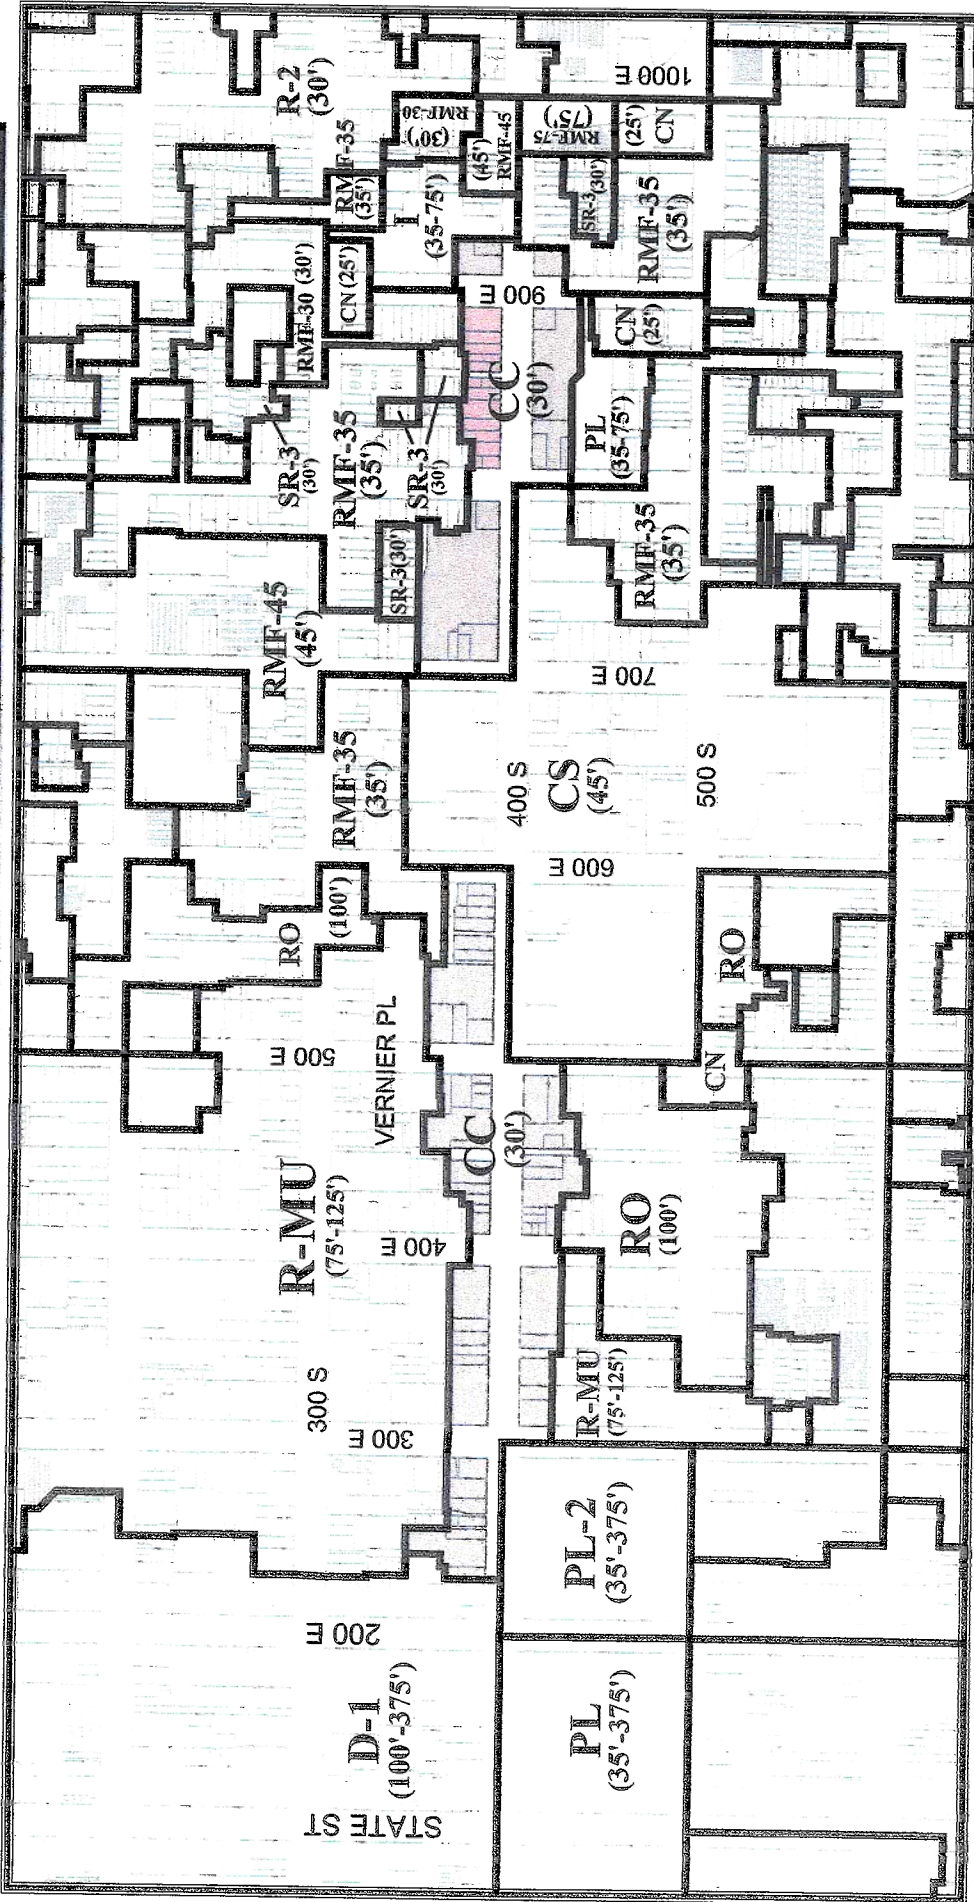 D-1
(100'-375')
STATE ST
200 E
PL
(35'-375')
PL-2
(35'-375')
300 S
300 E
R-MU
(75'-125')
400 E
R-MU
(75'-125')
RO
(100')
CC
(30')
VERNIER PL
500 E
CN
RO
RO
(100')
600 E
400 S
CS
(45')
500 S
700 E
RMF-35
(35')
RMF-45
(45')
SR-3(30')
RMF-35
(35')
SR-3
(30')
SR-3
(30')
RMF-35
(35')
PL
(35-75')
CC
(30')
900 E
CN
(25')
RMF-30 (30')
CN (25')
I
(35-75')
RMF-35
(35')
R-2
(30')
RMF-30
(30')
RMF-45
(45')
RMF-75
(75')
CN
(25')
SR-3(30')
RMF-35
(35')
1000 E